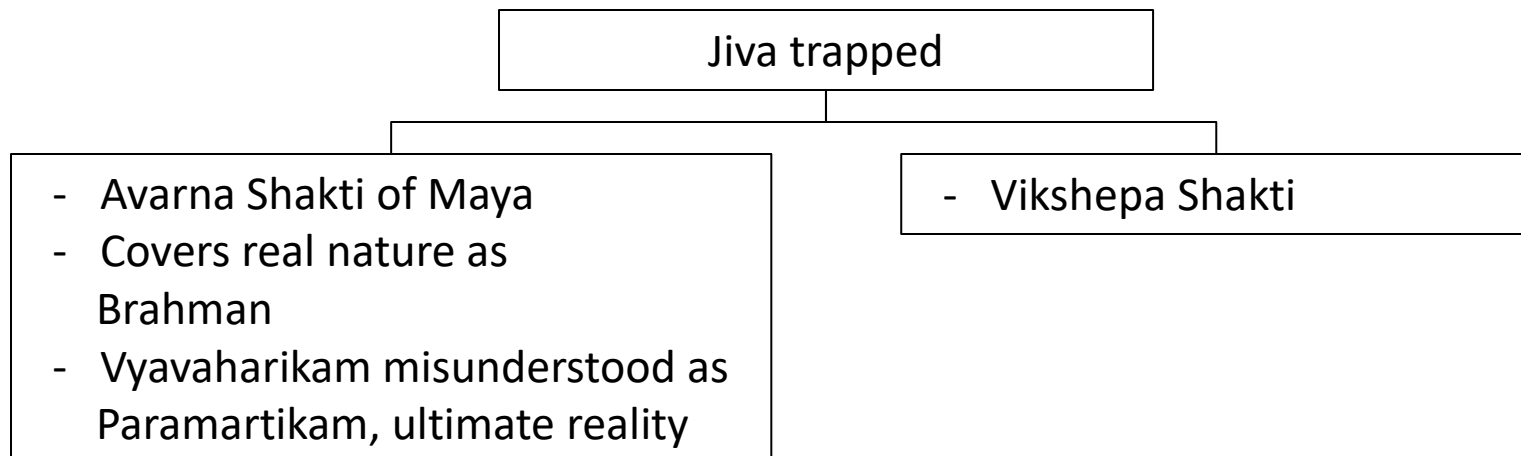 Jiva trapped
- Avarna Shakti of Maya
- Covers real nature as
Brahman
- Vyavaharikam misunderstood as
Paramartikam, ultimate reality
- Vikshepa Shakti